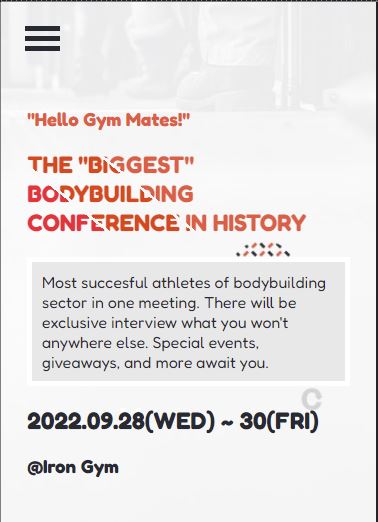 "Hello Gym Mates!"
THE "BIGGEST"
BODYBUILDING
CONFERENCE IN HISTORY
Most succesful athletes of bodybuilding
sector in one meeting. There will be
exclusive interview what you won't
anywhere else. Special events,
giveaways, and more await you.
C
2022.09.28(WED) ~ 30(FRI)
@Iron Gym